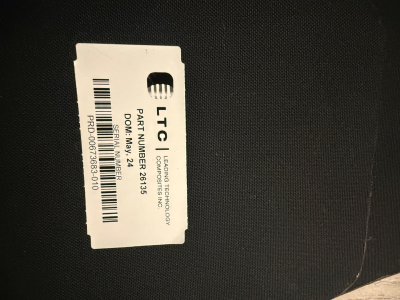 LTC
LEADING TECHNOLOGY
COMPOSITES INC.
PART NUMBER 26135
DOM: May. 24
SERIAL NUMBER
PRD-00673683-010